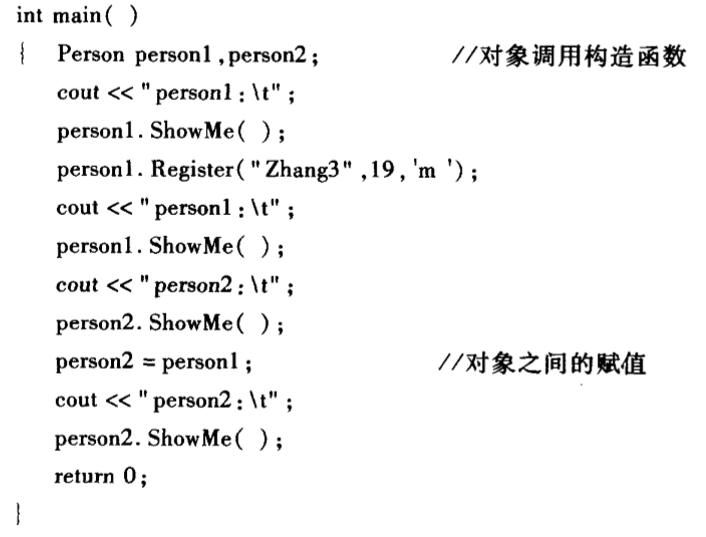 int main( )
{ Person person1,person2; //对象调用构造函数
cout << "person1:\t";
person1. ShowMe( );
person1. Register("Zhang3",19,'m ');
cout << "person1:\t";
person1. ShowMe( );
cout << "person2:\t";
person2. ShowMe( );
person2 = person1; //对象之间的赋值
cout << "person2:\t";
person2. ShowMe( );
return 0;
}